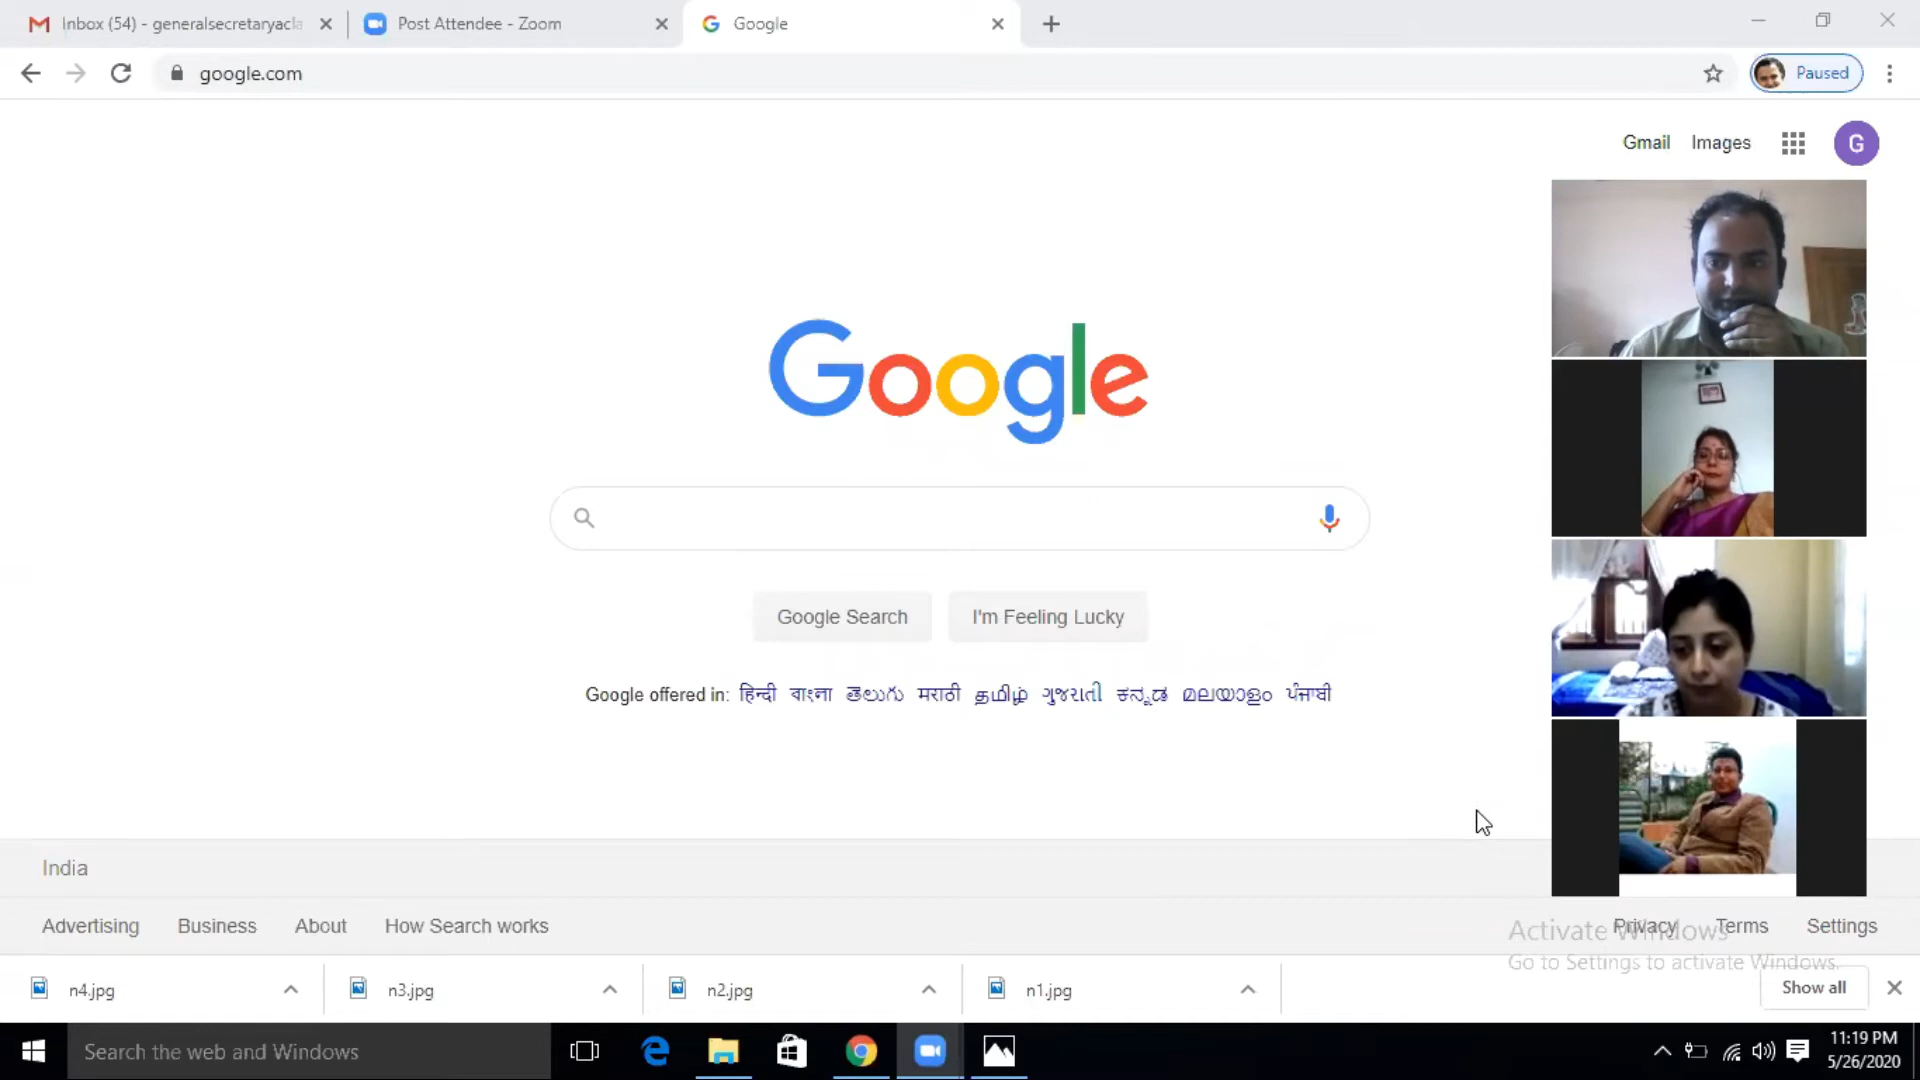 Inbox (54) - generalsecretaryacla
Post Attendee - Zoom
Google
google.com
Paused
Gmail Images
G
Google
Google Search
I'm Feeling Lucky
Google offered in: हिन्दी বাংলা తెలుగు मराठी தமிழ் ગુજરાતી ಕನ್ನಡ മലയാളം ਪੰਜਾਬੀ
India
Advertising Business About How Search works
Privacy Terms Settings
Activate Windows
Go to Settings to activate Windows.
n4.jpg
n3.jpg
n2.jpg
n1.jpg
Show all
Search the web and Windows
11:19 PM
5/26/2020